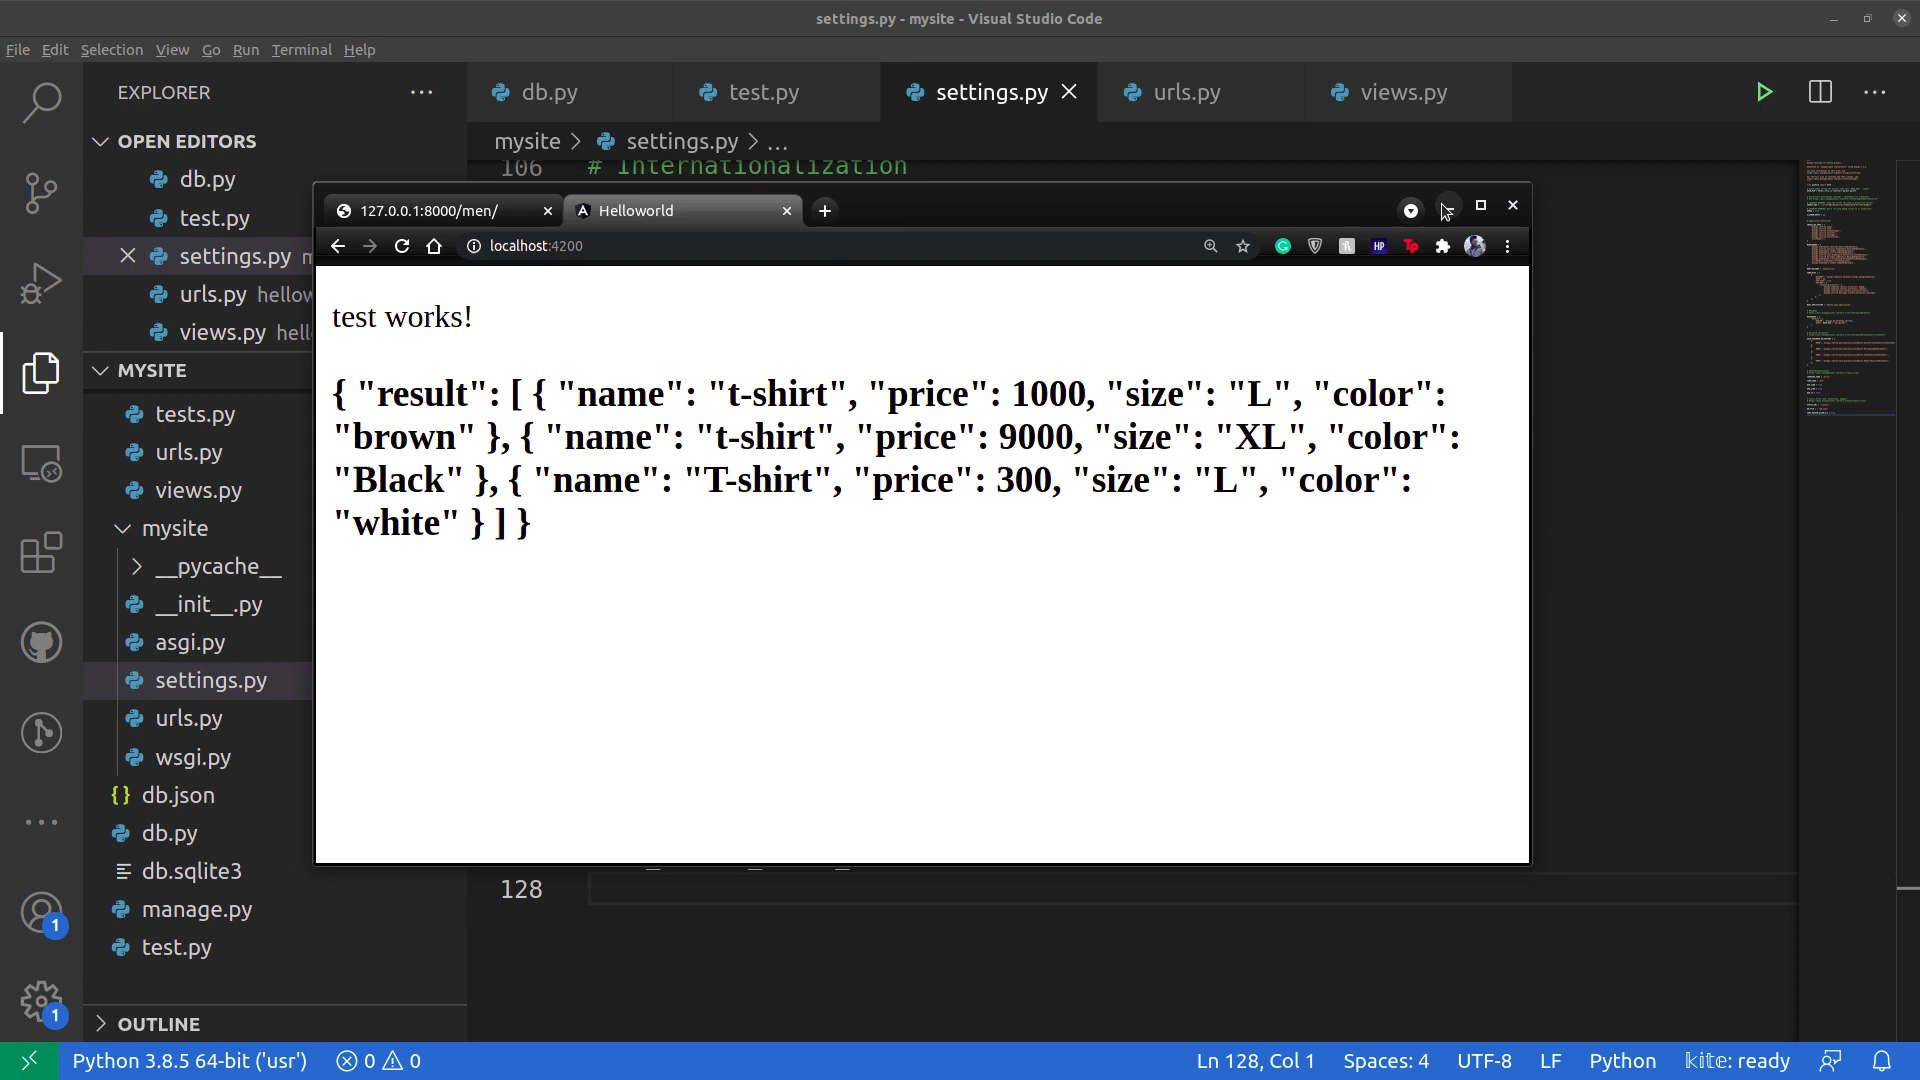 settings.py - mysite - Visual Studio Code
File Edit Selection View Go Run Terminal Help
EXPLORER
db.py
test.py
settings.py
urls.py
views.py
OPEN EDITORS
mysite > settings.py > ...
db.py
106 # Internationalization
test.py
127.0.0.1:8000/men/
Helloworld
settings.py m
localhost:4200
urls.py hellow
views.py hell
test works!
MYSITE
{ "result": [ { "name": "t-shirt", "price": 1000, "size": "L", "color":
"brown" }, { "name": "t-shirt", "price": 9000, "size": "XL", "color":
"Black" }, { "name": "T-shirt", "price": 300, "size": "L", "color":
"white" } ] }
tests.py
urls.py
views.py
mysite
__pycache__
__init__.py
asgi.py
settings.py
urls.py
wsgi.py
{} db.json
db.py
db.sqlite3
128
manage.py
test.py
1
1
OUTLINE
Python 3.8.5 64-bit ('usr') 0 0 Ln 128, Col 1 Spaces: 4 UTF-8 LF Python kite: ready